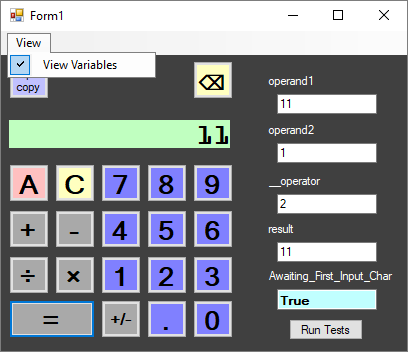 Form1
View
View Variables
copy
operand1
11
11
operand2
1
A C 7 8 9
__operator
2
+ - 4 5 6
result
11
÷ × 1 2 3
Awaiting_First_Input_Char
True
= +/- . 0
Run Tests